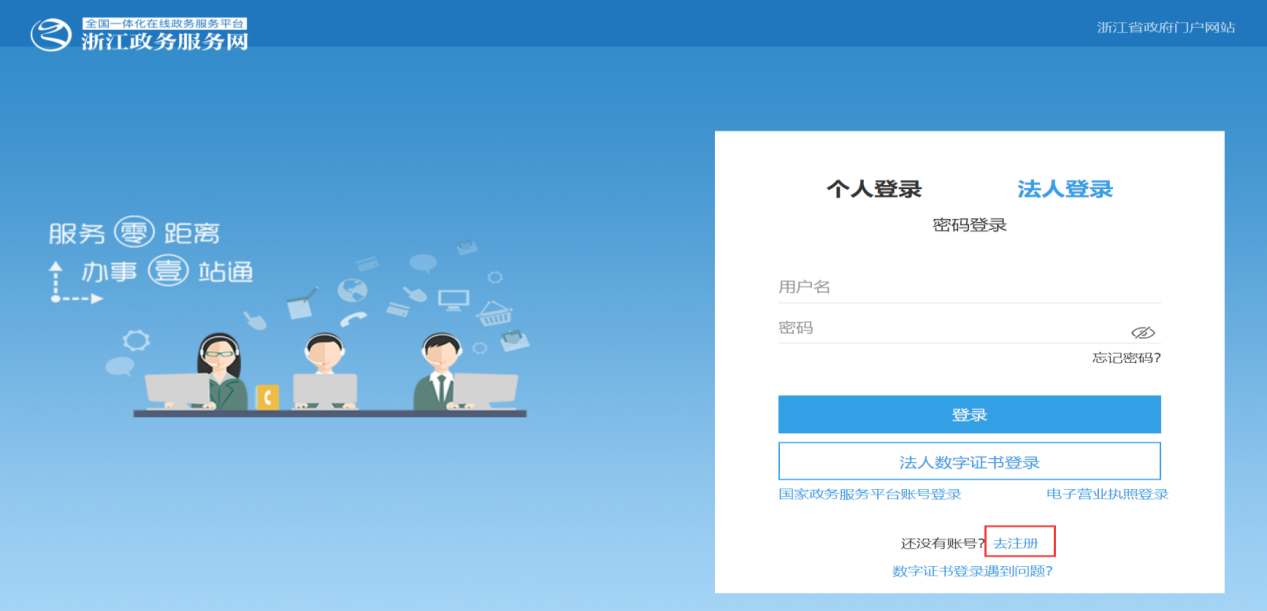 全国一体化在线政务服务平台
浙江政务服务网
浙江省政府门户网站
服务零距离
办事壹站通
个人登录 法人登录
密码登录
用户名
密码
忘记密码?
登录
法人数字证书登录
国家政务服务平台账号登录 电子营业执照登录
还没有账号?去注册
数字证书登录遇到问题?